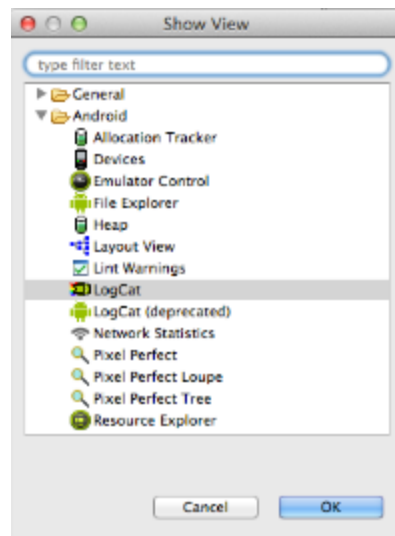 Show View
type filter text
General
Android
Allocation Tracker
Devices
Emulator Control
File Explorer
Heap
Layout View
Lint Warnings
LogCat
LogCat (deprecated)
Network Statistics
Pixel Perfect
Pixel Perfect Loupe
Pixel Perfect Tree
Resource Explorer
Cancel OK